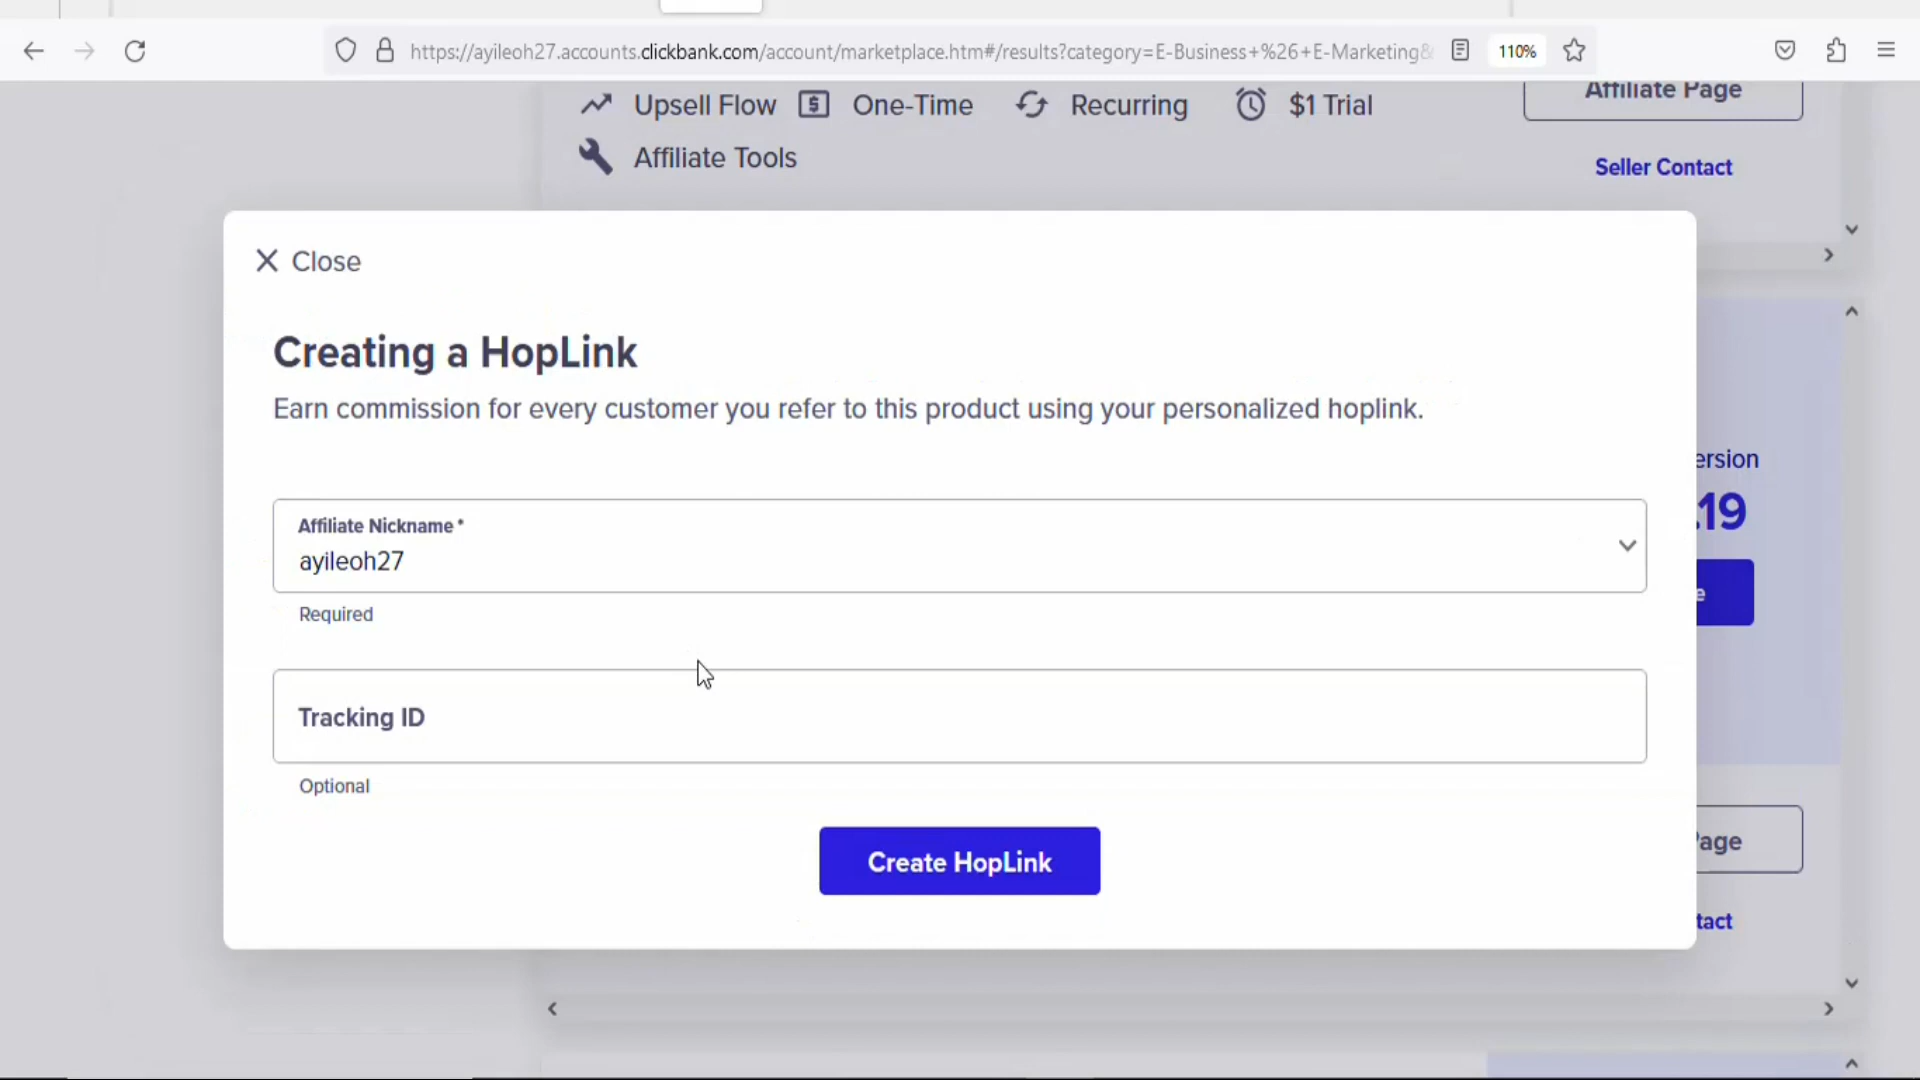 https://ayileoh27.accounts.clickbank.com/account/marketplace.htm#/results?category=E-Business+%26+E-Marketing&
110%
Upsell Flow One-Time Recurring $1 Trial
Affiliate Tools
Affiliate Page
Seller Contact
Close
Creating a HopLink
Earn commission for every customer you refer to this product using your personalized hoplink.
Affiliate Nickname *
ayileoh27
Required
Tracking ID
Optional
Create HopLink
ersion
.19
e
Page
tact